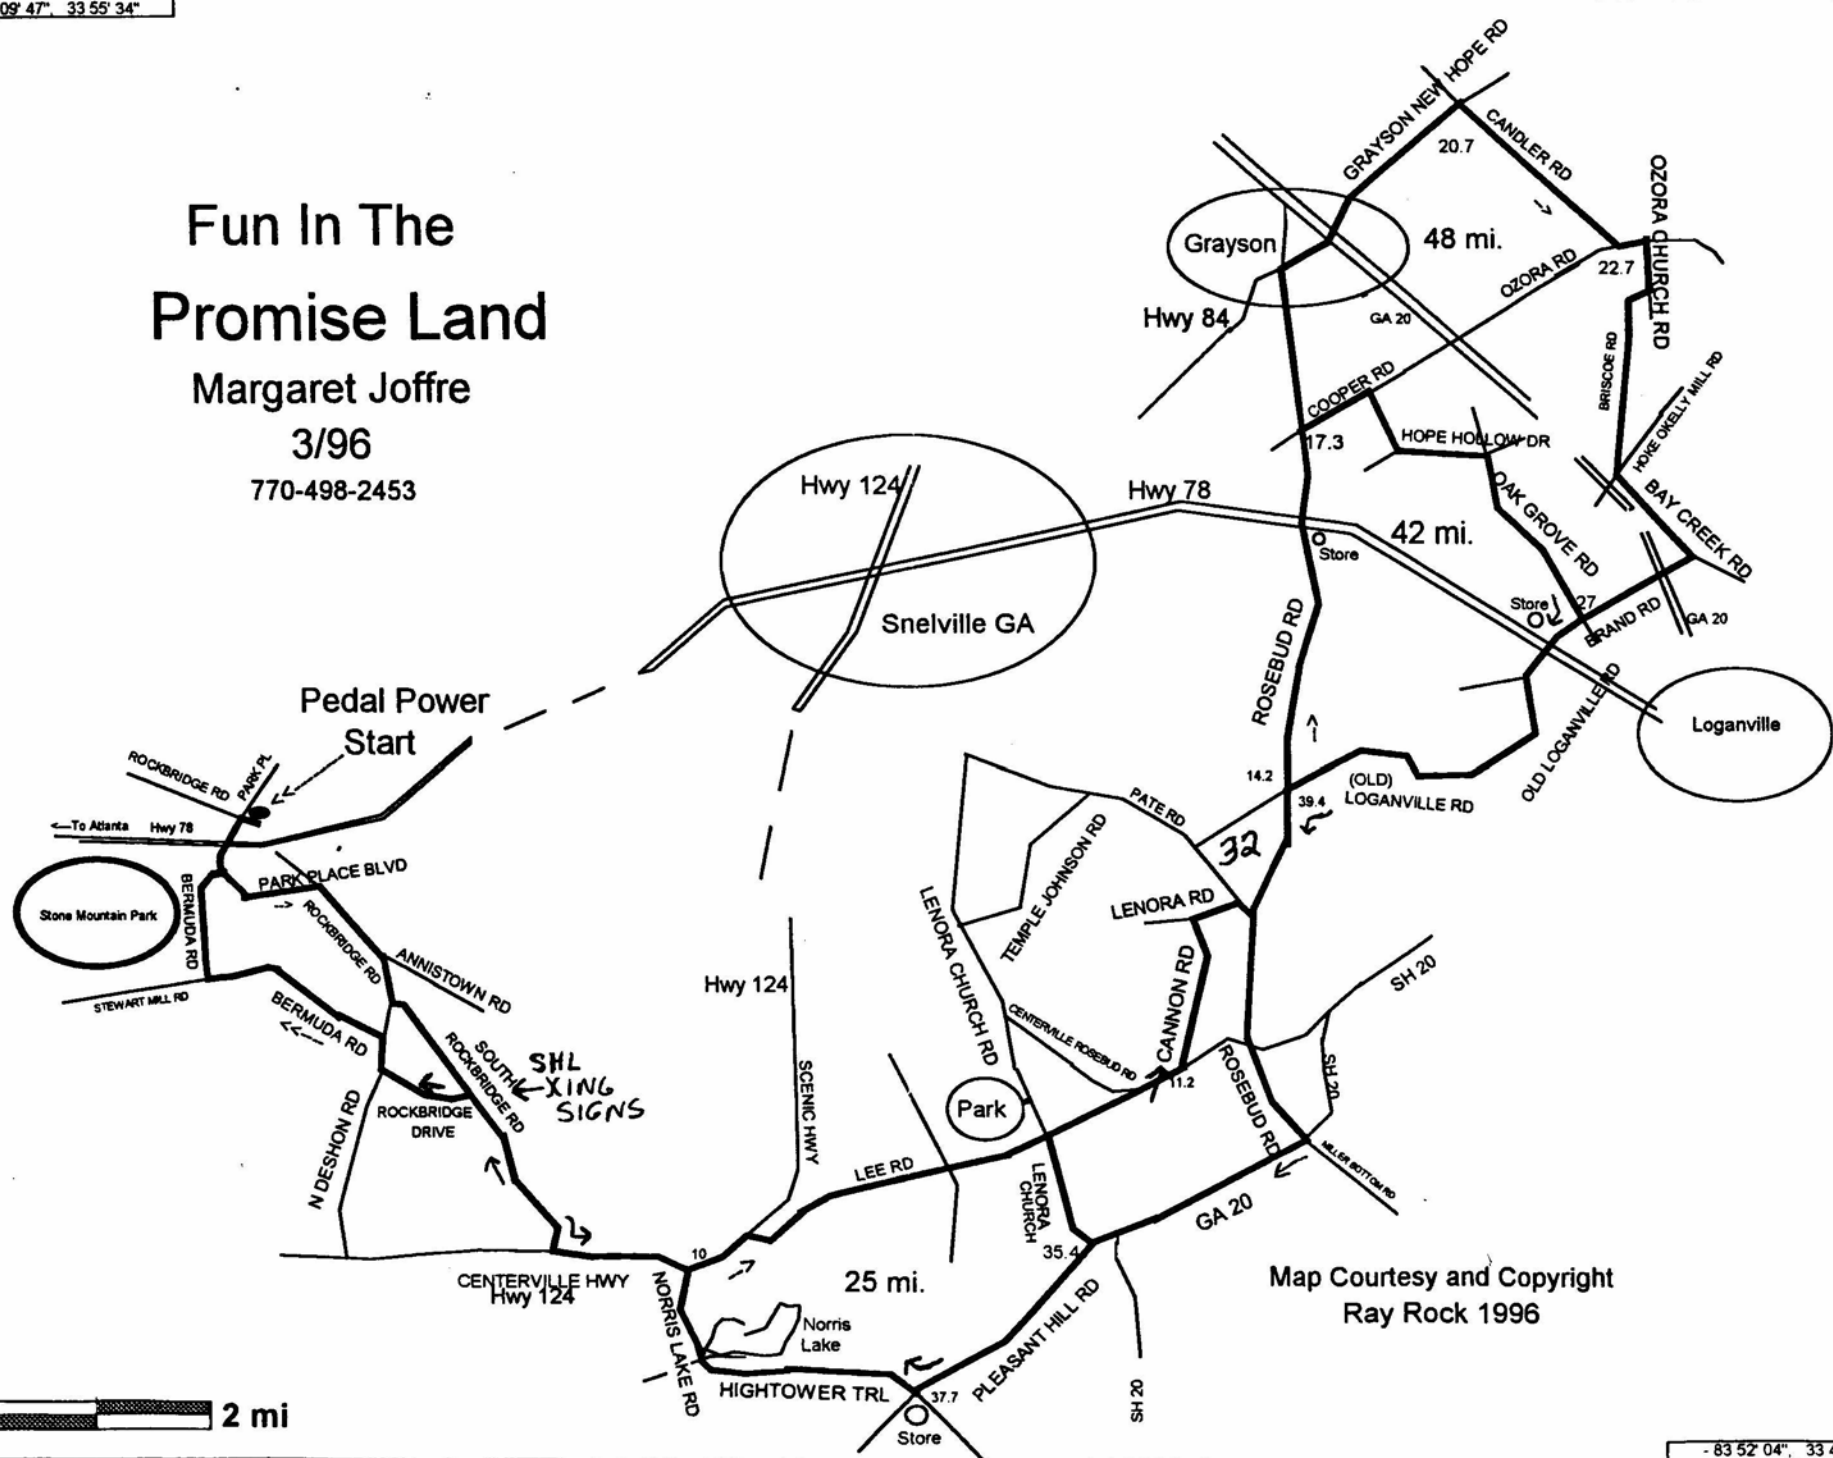 09' 47", 33 55' 34"
Fun In The
Promise Land
Margaret Joffre
3/96
770-498-2453
GRAYSON NEW HOPE RD
CANDLER RD
20.7
OZORA CHURCH RD
Grayson
48 mi.
22.7
OZORA RD
Hwy 84
GA 20
BRISCOE RD
HOKE OKELLY MILL RD
COOPER RD
17.3
HOPE HOLLOW DR
Hwy 124
Hwy 78
OAK GROVE RD
BAY CREEK RD
42 mi.
Store
Snelville GA
Store
27
BRAND RD
GA 20
ROSEBUD RD
OLD LOGANVILLE RD
Loganville
Pedal Power
Start
ROCKBRIDGE RD
PARK PL
14.2
39.4
(OLD)
LOGANVILLE RD
PATE RD
TEMPLE JOHNSON RD
32
To Atlanta Hwy 78
PARK PLACE BLVD
BERMUDA RD
Stone Mountain Park
ROCKBRIDGE RD
LENORA RD
LENORA CHURCH RD
ANNISTOWN RD
CANNON RD
SH 20
STEWART MILL RD
BERMUDA RD
Hwy 124
CENTERVILLE ROSEBUD RD
SOUTH
ROCKBRIDGE RD
SHL
XING
SIGNS
SCENIC HWY
11.2
ROSEBUD RD
SH 20
Park
ROCKBRIDGE
DRIVE
N DESHON RD
LEE RD
LENORA
CHURCH
MILLER BOTTOM RD
GA 20
10
35.4
CENTERVILLE HWY
Hwy 124
NORRIS LAKE RD
25 mi.
Norris
Lake
PLEASANT HILL RD
Map Courtesy and Copyright
Ray Rock 1996
HIGHTOWER TRL
37.7
Store
SH 20
2 mi
- 83 52' 04", 33 4